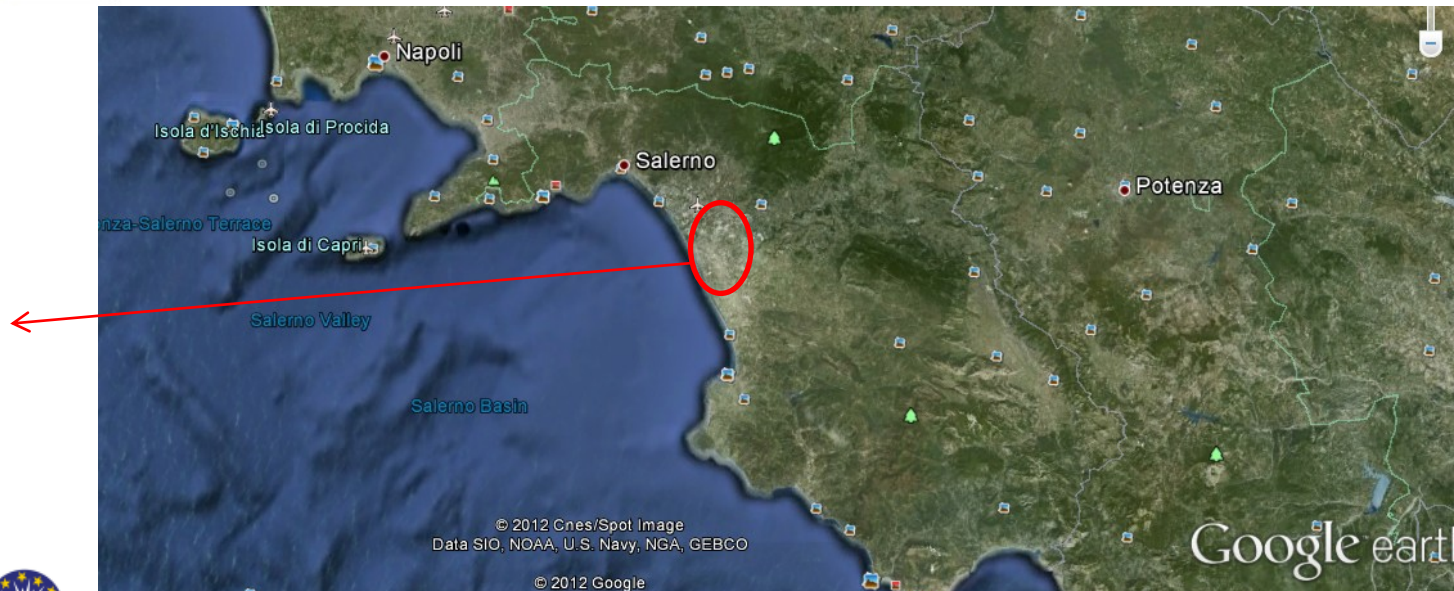 Napoli
Isola d'Ischia
Isola di Procida
Salerno
Potenza
nza-Salerno Terrace
Isola di Capri
Salerno Valley
Salerno Basin
© 2012 Cnes/Spot Image
Data SIO, NOAA, U.S. Navy, NGA, GEBCO
© 2012 Google
Google eart